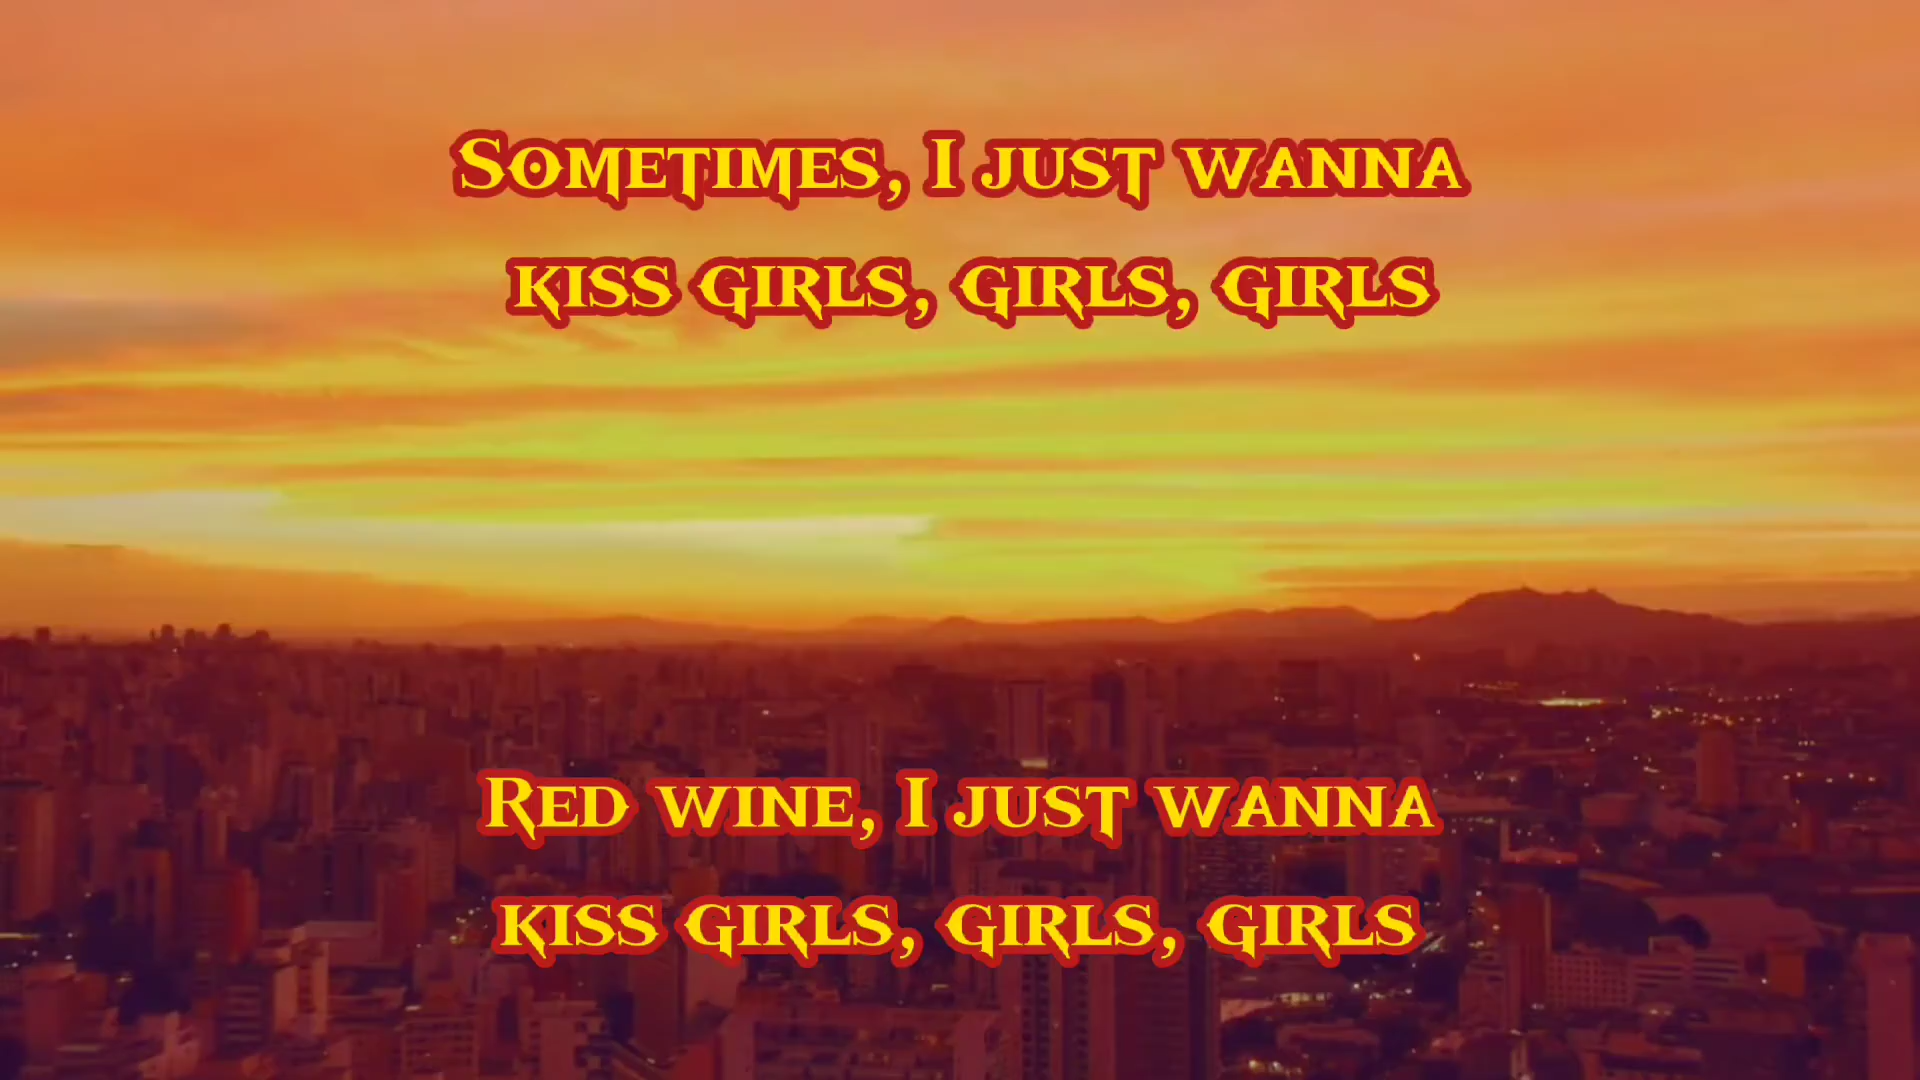 Sometimes, I just wanna
kiss girls, girls, girls
Red wine, I just wanna
kiss girls, girls, girls